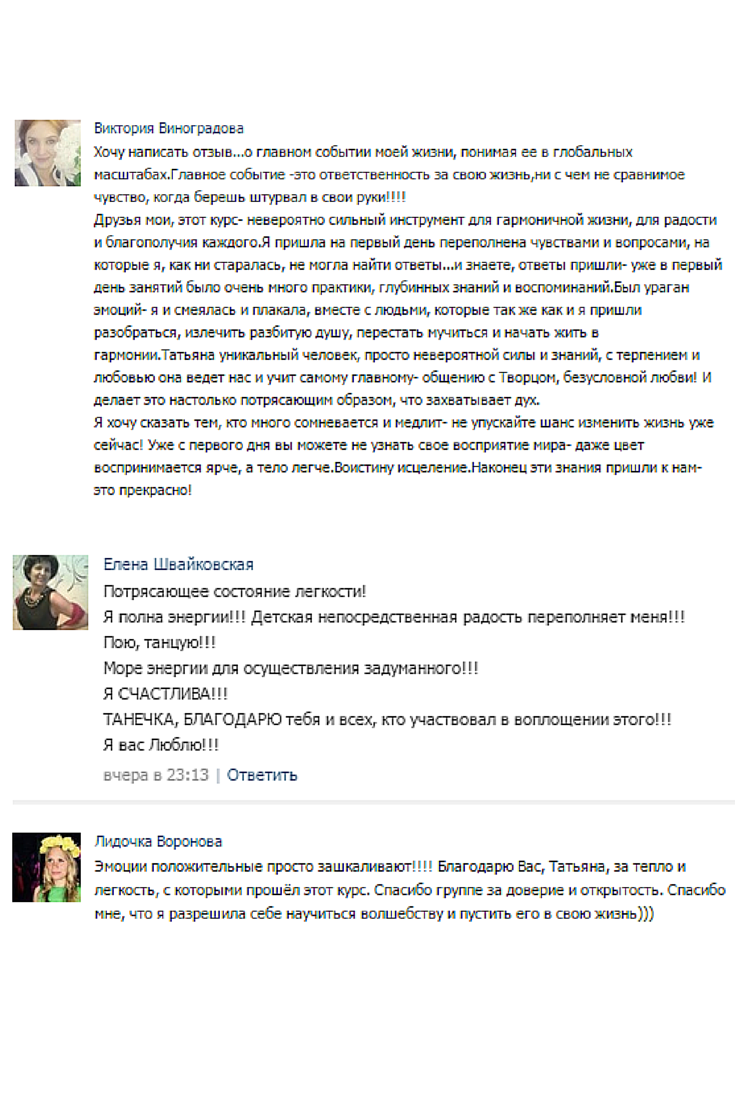 Виктория Виноградова
Хочу написать отзыв...о главном событии моей жизни, понимая ее в глобальных
масштабах.Главное событие -это ответственность за свою жизнь,ни с чем не сравнимое
чувство, когда берешь штурвал в свои руки!!!!
Друзья мои, этот курс- невероятно сильный инструмент для гармоничной жизни, для радости
и благополучия каждого.Я пришла на первый день переполнена чувствами и вопросами, на
которые я, как ни старалась, не могла найти ответы...и знаете, ответы пришли- уже в первый
день занятий было очень много практики, глубинных знаний и воспоминаний.Был ураган
эмоций- я и смеялась и плакала, вместе с людьми, которые так же как и я пришли
разобраться, излечить разбитую душу, перестать мучиться и начать жить в
гармонии.Татьяна уникальный человек, просто невероятной силы и знаний, с терпением и
любовью она ведет нас и учит самому главному- общению с Творцом, безусловной любви! И
делает это настолько потрясающим образом, что захватывает дух.
Я хочу сказать тем, кто много сомневается и медлит- не упускайте шанс изменить жизнь уже
сейчас! Уже с первого дня вы можете не узнать свое восприятие мира- даже цвет
воспринимается ярче, а тело легче.Воистину исцеление.Наконец эти знания пришли к нам-
это прекрасно!
Елена Швайковская
Потрясающее состояние легкости!
Я полна энергии!!! Детская непосредственная радость переполняет меня!!!
Пою, танцую!!!
Море энергии для осуществления задуманного!!!
Я СЧАСТЛИВА!!!
ТАНЕЧКА, БЛАГОДАРЮ тебя и всех, кто участвовал в воплощении этого!!!
Я вас Люблю!!!
вчера в 23:13 | Ответить
Лидочка Воронова
Эмоции положительные просто зашкаливают!!!! Благодарю Вас, Татьяна, за тепло и
легкость, с которыми прошёл этот курс. Спасибо группе за доверие и открытость. Спасибо
мне, что я разрешила себе научиться волшебству и пустить его в свою жизнь)))